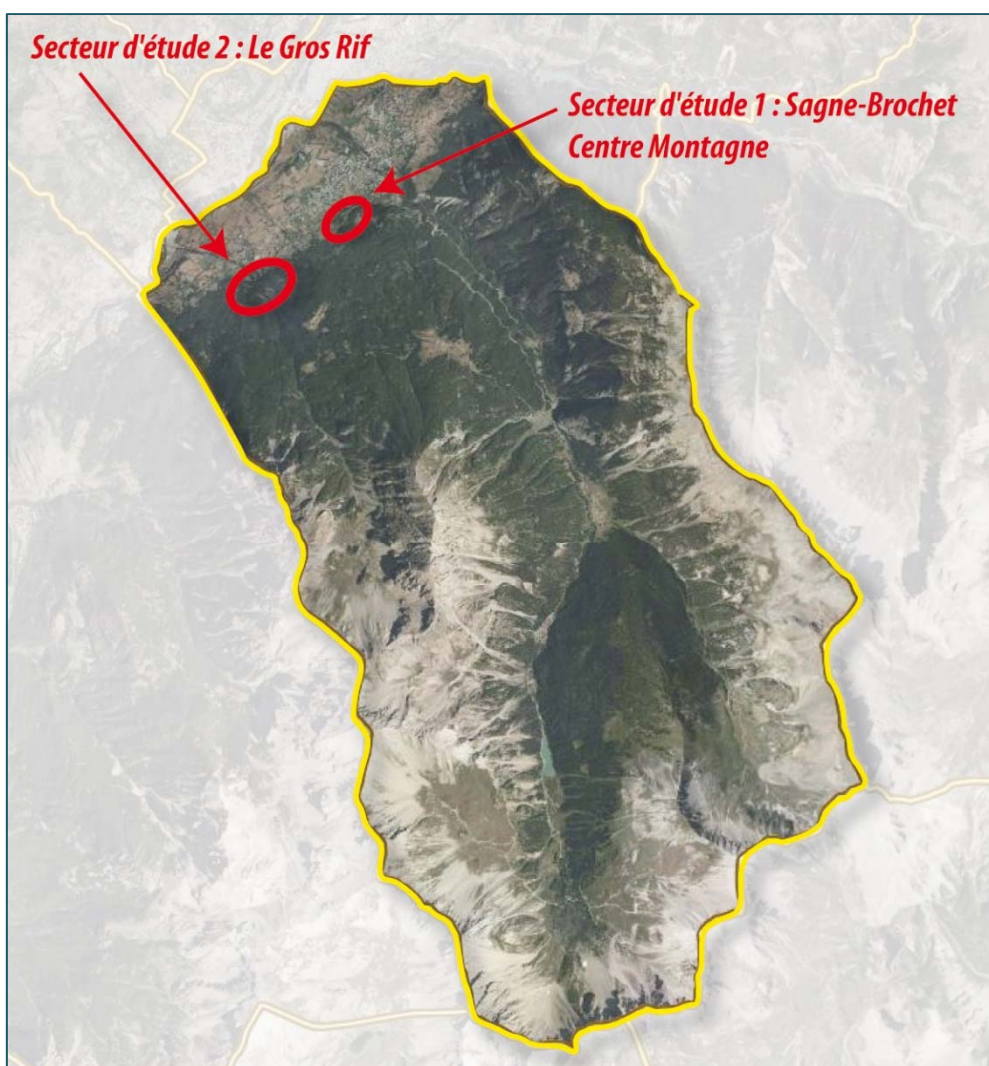 Secteur d'étude 2 : Le Gros Rif
Secteur d'étude 1 : Sagne-Brochet
Centre Montagne